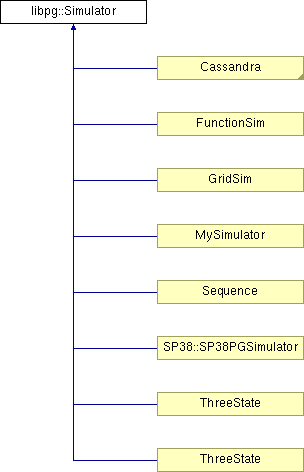 libpg::Simulator
Cassandra
FunctionSim
GridSim
MySimulator
Sequence
SP38::SP38PGSimulator
ThreeState
ThreeState